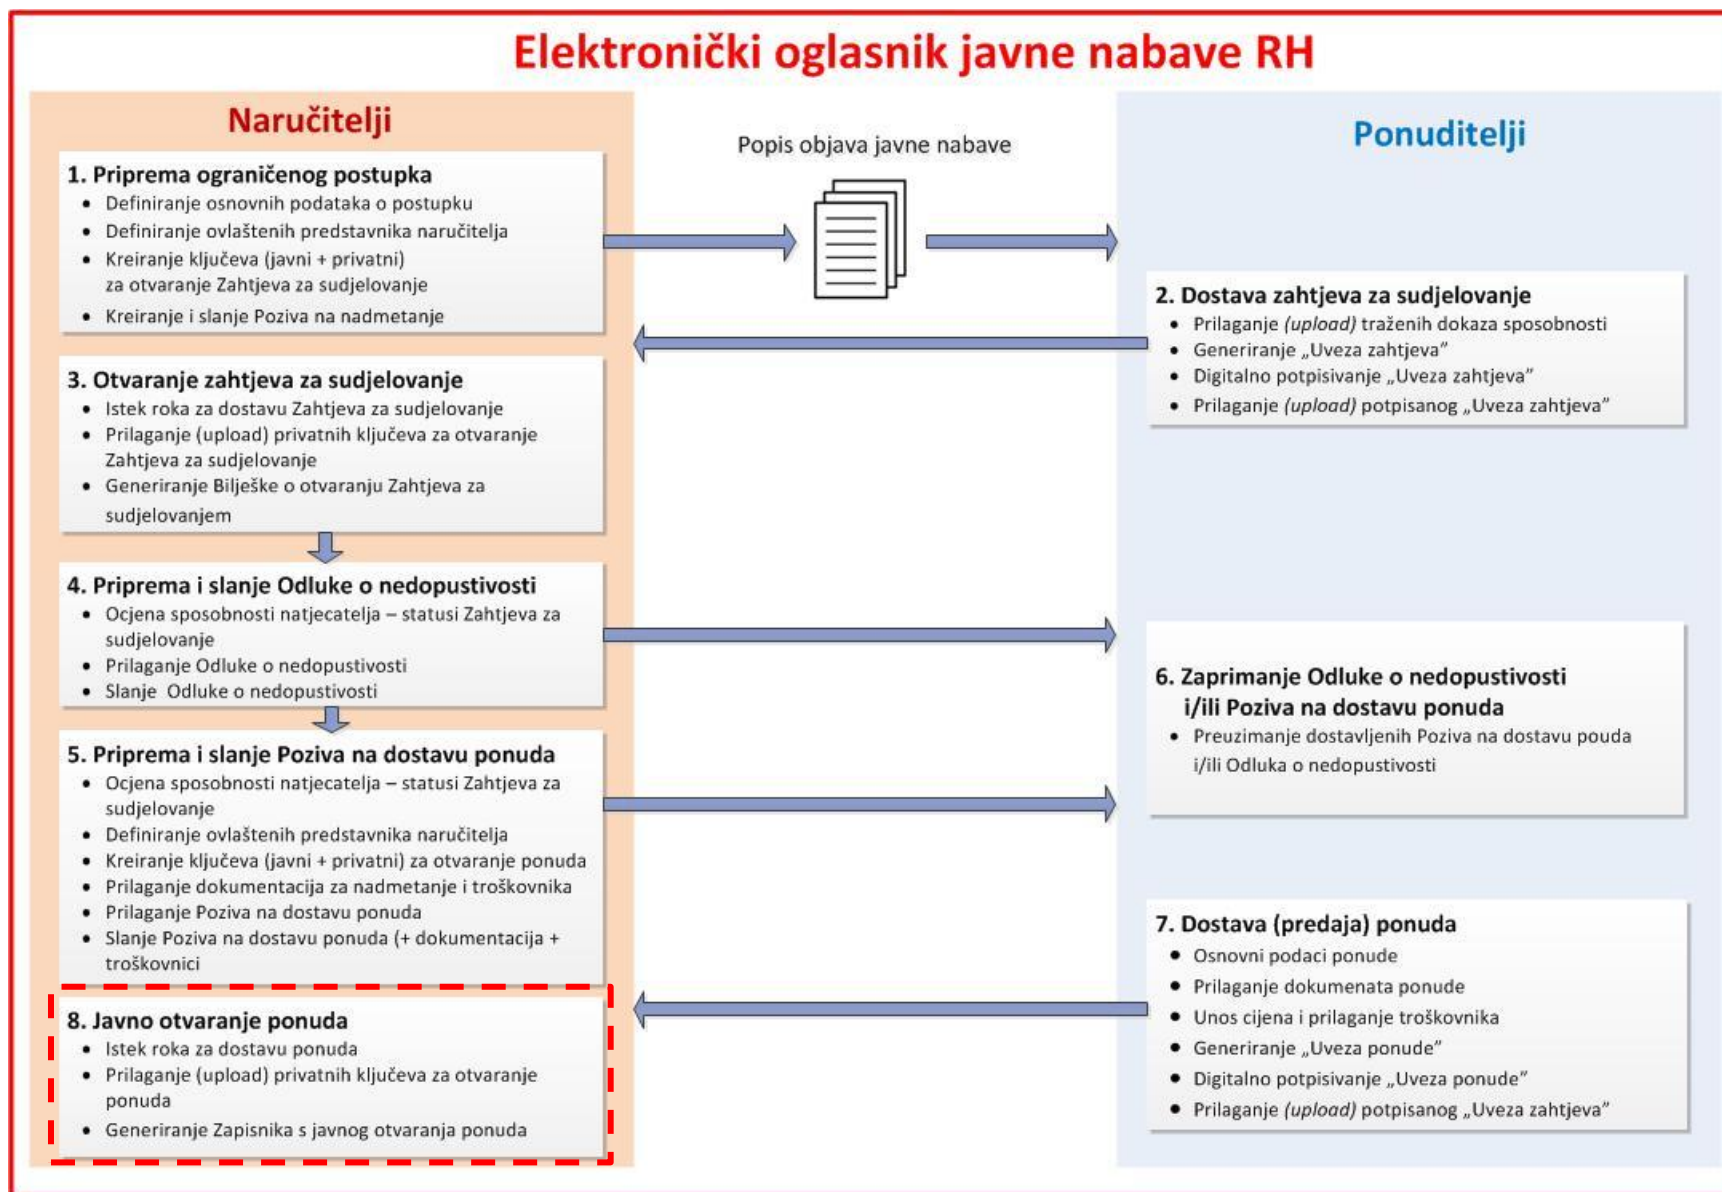 Elektronički oglasnik javne nabave RH
Naručitelji
1. Priprema ograničenog postupka
• Definiranje osnovnih podataka o postupku
• Definiranje ovlaštenih predstavnika naručitelja
• Kreiranje ključeva (javni + privatni)
za otvaranje Zahtjeva za sudjelovanje
• Kreiranje i slanje Poziva na nadmetanje
3. Otvaranje zahtjeva za sudjelovanje
• Istek roka za dostavu Zahtjeva za sudjelovanje
• Prilaganje (upload) privatnih ključeva za otvaranje
Zahtjeva za sudjelovanje
• Generiranje Bilješke o otvaranju Zahtjeva za
sudjelovanjem
4. Priprema i slanje Odluke o nedopustivosti
• Ocjena sposobnosti natjecatelja – statusi Zahtjeva za
sudjelovanje
• Prilaganje Odluke o nedopustivosti
• Slanje Odluke o nedopustivosti
5. Priprema i slanje Poziva na dostavu ponuda
• Ocjena sposobnosti natjecatelja – statusi Zahtjeva za
sudjelovanje
• Definiranje ovlaštenih predstavnika naručitelja
• Kreiranje ključeva (javni + privatni) za otvaranje ponuda
• Prilaganje dokumentacija za nadmetanje i troškovnika
• Prilaganje Poziva na dostavu ponuda
• Slanje Poziva na dostavu ponuda (+ dokumentacija +
troškovnici
8. Javno otvaranje ponuda
• Istek roka za dostavu ponuda
• Prilaganje (upload) privatnih ključeva za otvaranje
ponuda
• Generiranje Zapisnika s javnog otvaranja ponuda
Popis objava javne nabave
Ponuditelji
2. Dostava zahtjeva za sudjelovanje
• Prilaganje (upload) traženih dokaza sposobnosti
• Generiranje „Uveza zahtjeva”
• Digitalno potpisivanje „Uveza zahtjeva”
• Prilaganje (upload) potpisanog „Uveza zahtjeva”
6. Zaprimanje Odluke o nedopustivosti
i/ili Poziva na dostavu ponuda
• Preuzimanje dostavljenih Poziva na dostavu pouda
i/ili Odluka o nedopustivosti
7. Dostava (predaja) ponuda
• Osnovni podaci ponude
• Prilaganje dokumenata ponude
• Unos cijena i prilaganje troškovnika
• Generiranje „Uveza ponude”
• Digitalno potpisivanje „Uveza ponude”
• Prilaganje (upload) potpisanog „Uveza zahtjeva”